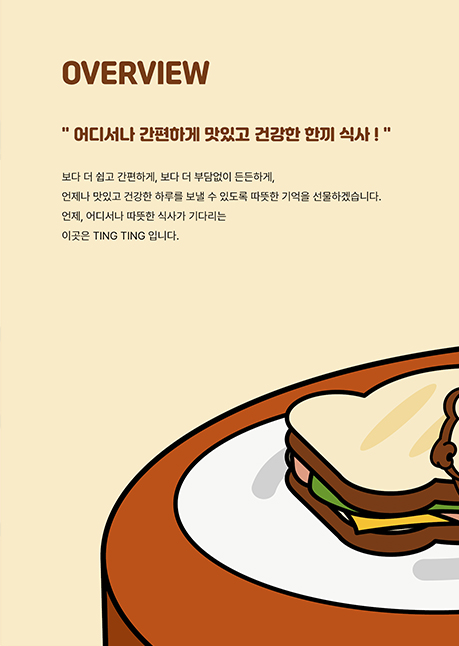 OVERVIEW
" 어디서나 간편하게 맛있고 건강한 한끼 식사 ! "
보다 더 쉽고 간편하게, 보다 더 부담없이 든든하게,
언제나 맛있고 건강한 하루를 보낼 수 있도록 따뜻한 기억을 선물하겠습니다.
언제, 어디서나 따뜻한 식사가 기다리는
이곳은 TING TING 입니다.